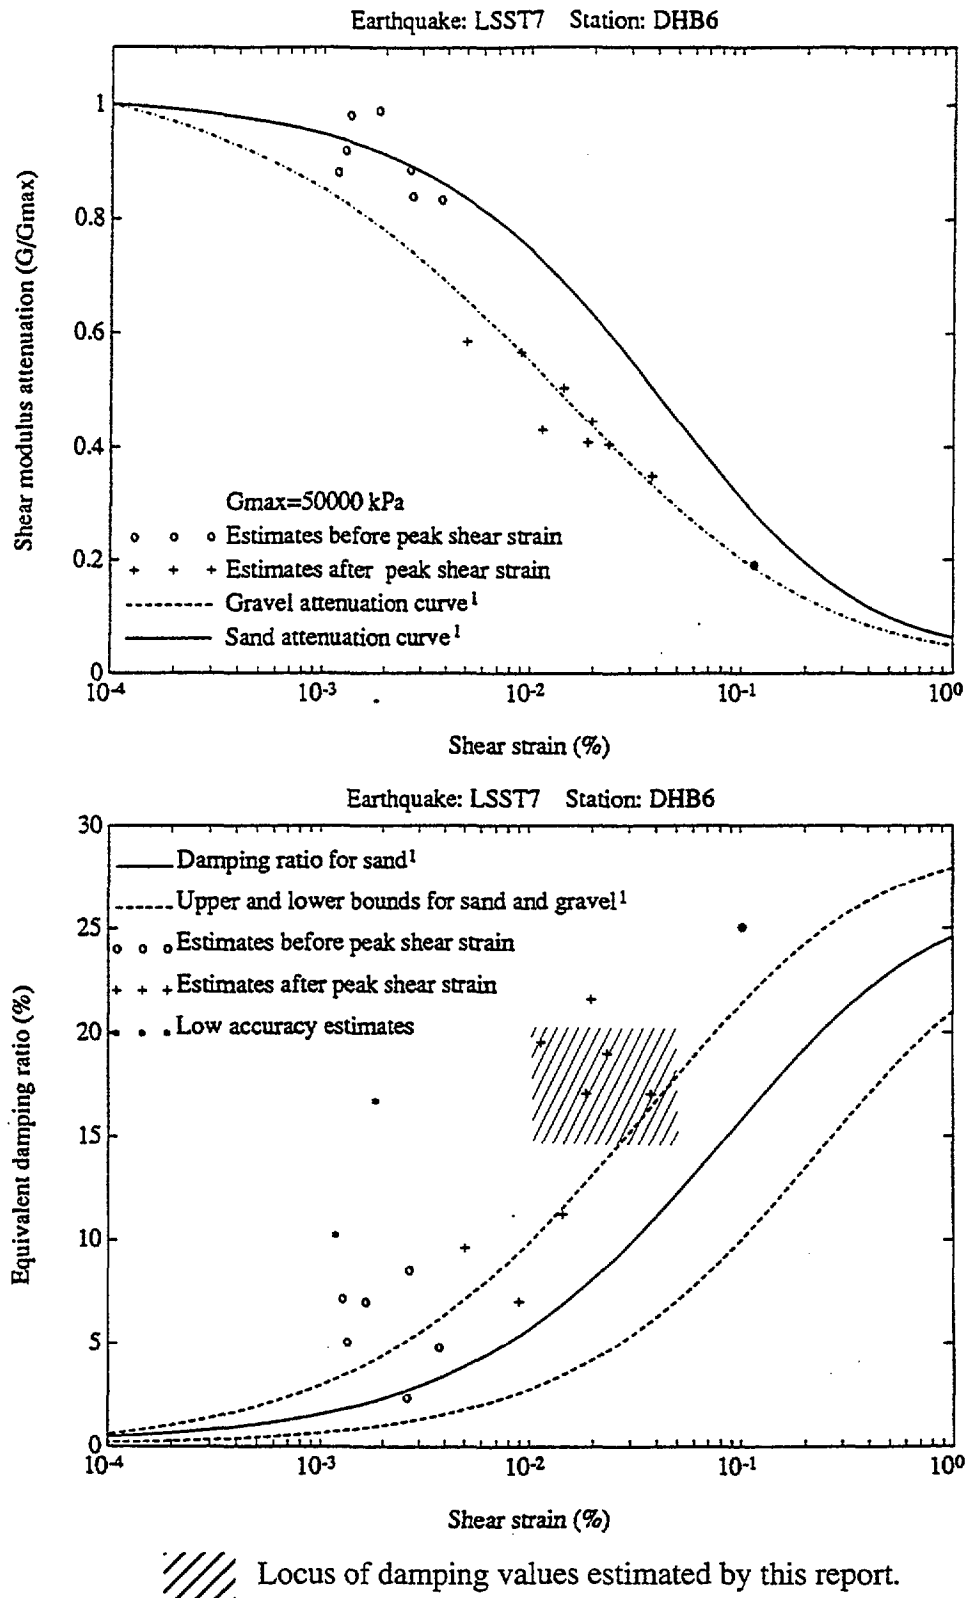 Earthquake: LSST7 Station: DHB6
1
0.8
0.6
0.4
0.2
0
Shear modulus attenuation (G/Gmax)
Gmax=50000 kPa
Estimates before peak shear strain
Estimates after peak shear strain
Gravel attenuation curve¹
Sand attenuation curve¹
10⁻⁴ 10⁻³ 10⁻² 10⁻¹ 10⁰
Shear strain (%)
Earthquake: LSST7 Station: DHB6
30
25
20
15
10
5
0
Equivalent damping ratio (%)
Damping ratio for sand¹
Upper and lower bounds for sand and gravel¹
Estimates before peak shear strain
Estimates after peak shear strain
Low accuracy estimates
10⁻⁴ 10⁻³ 10⁻² 10⁻¹ 10⁰
Shear strain (%)
Locus of damping values estimated by this report.